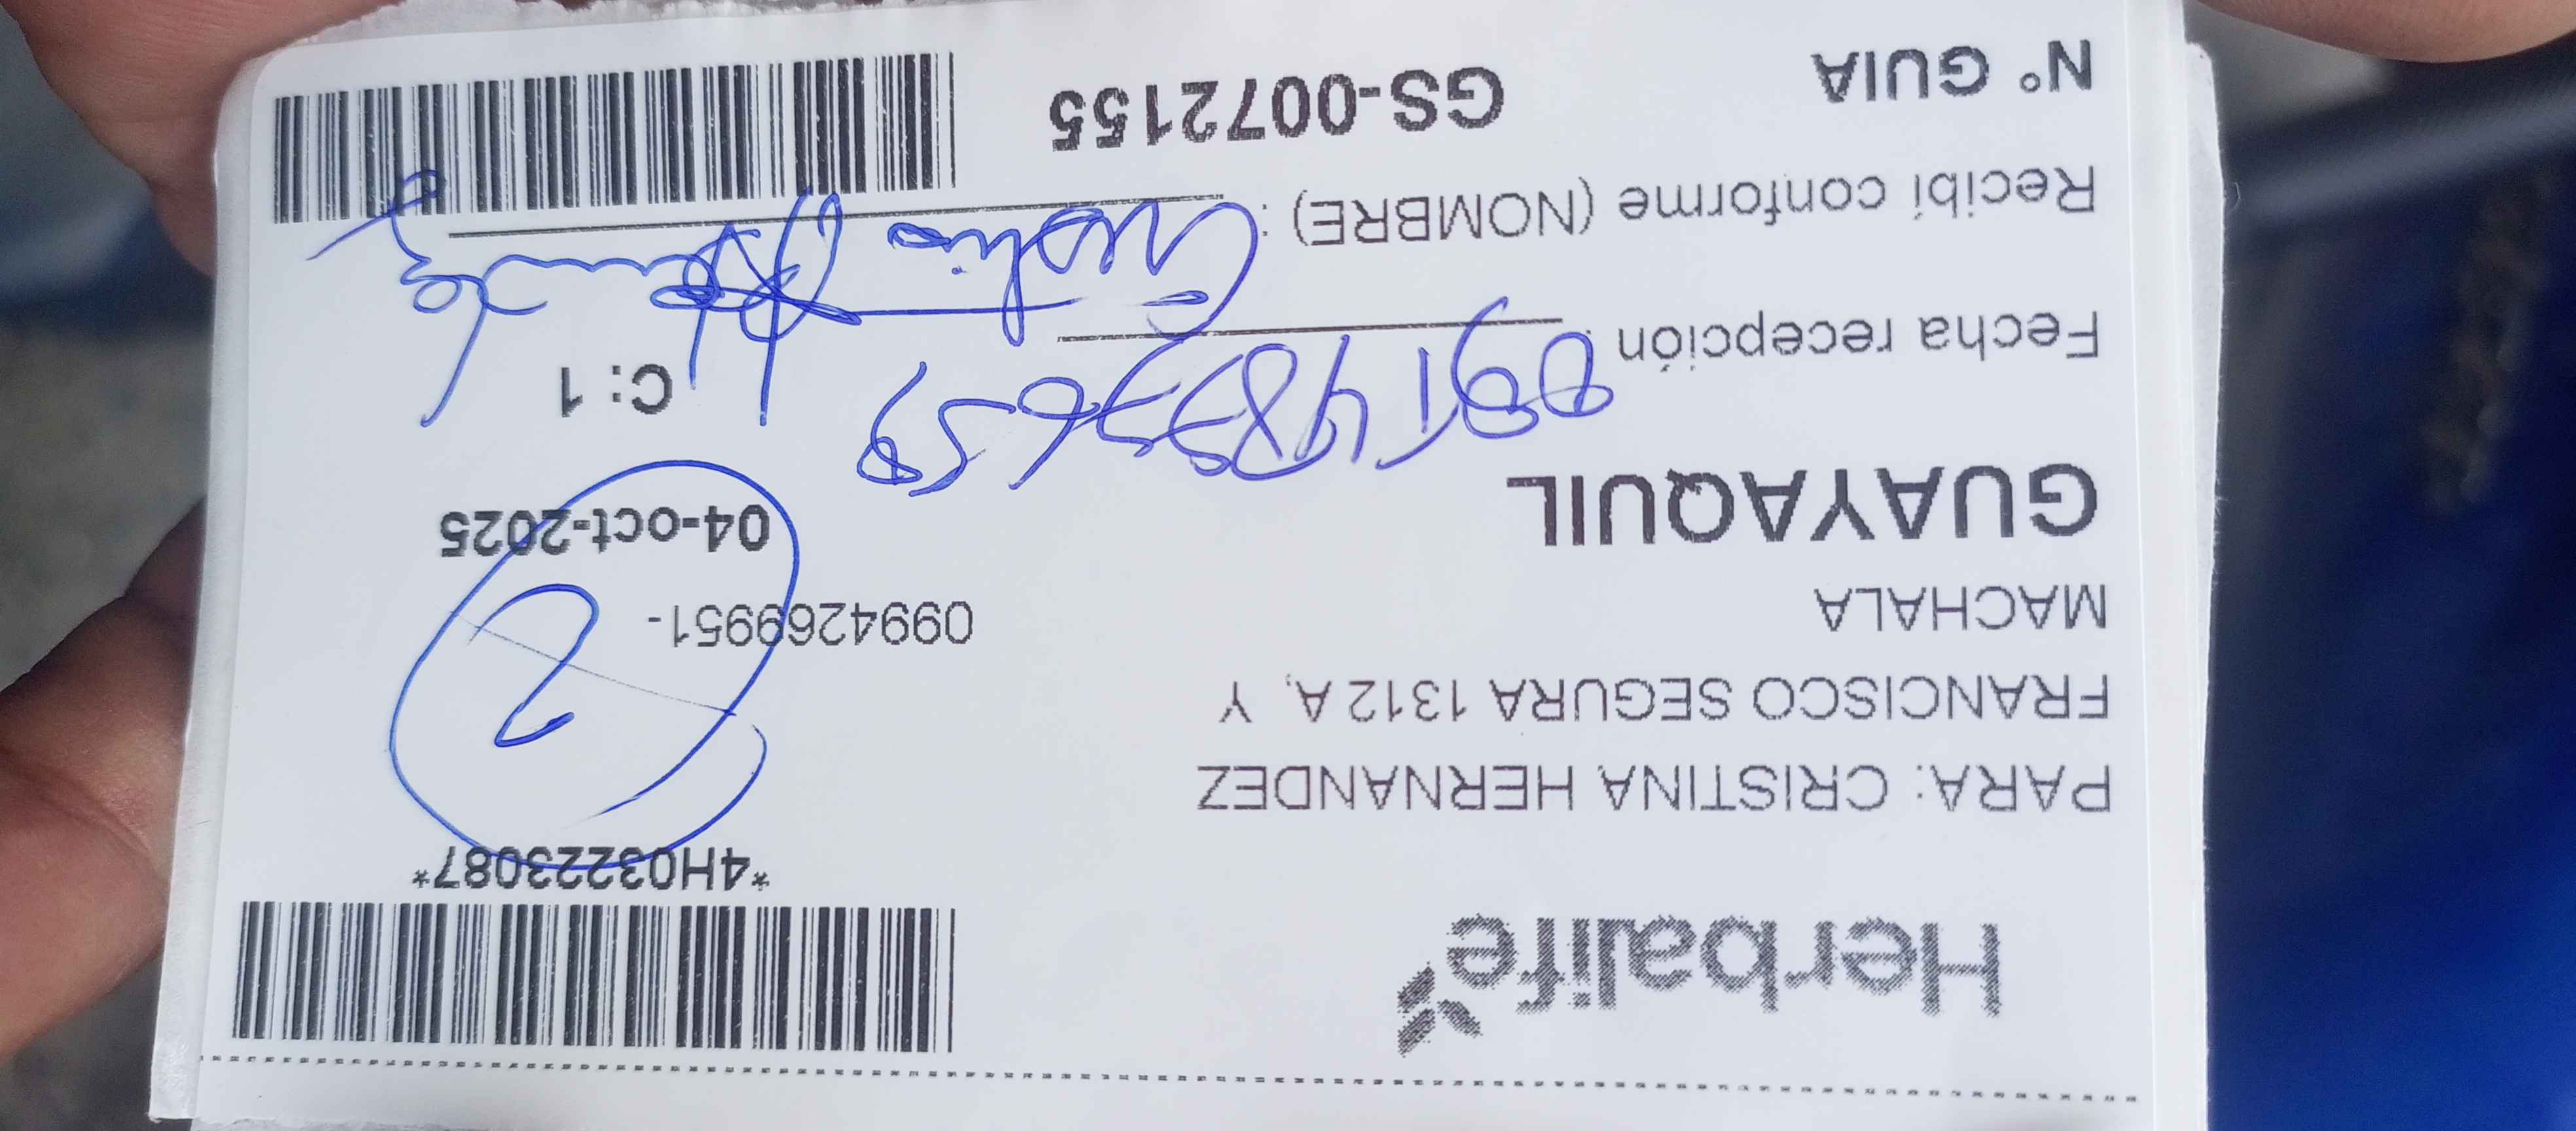 Herbalife
*4H03223087*
PARA: CRISTINA HERNANDEZ
FRANCISCO SEGURA 1312 A, Y
MACHALA
0994269951-
2
GUAYAQUIL
04-oct-2025
C: 1
Fecha recepción
Recibí conforme (NOMBRE) :
N° GUIA
GS-0072155